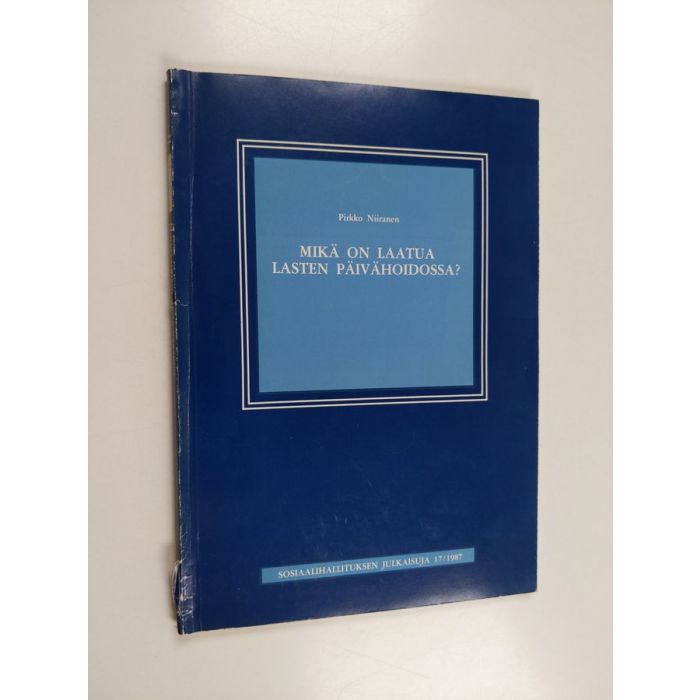 Pirkko Niiranen
MIKÄ ON LAATUA
LASTEN PÄIVÄHOIDOSSA?
SOSIAALIHALLITUKSEN JULKAISUJA 17/1987